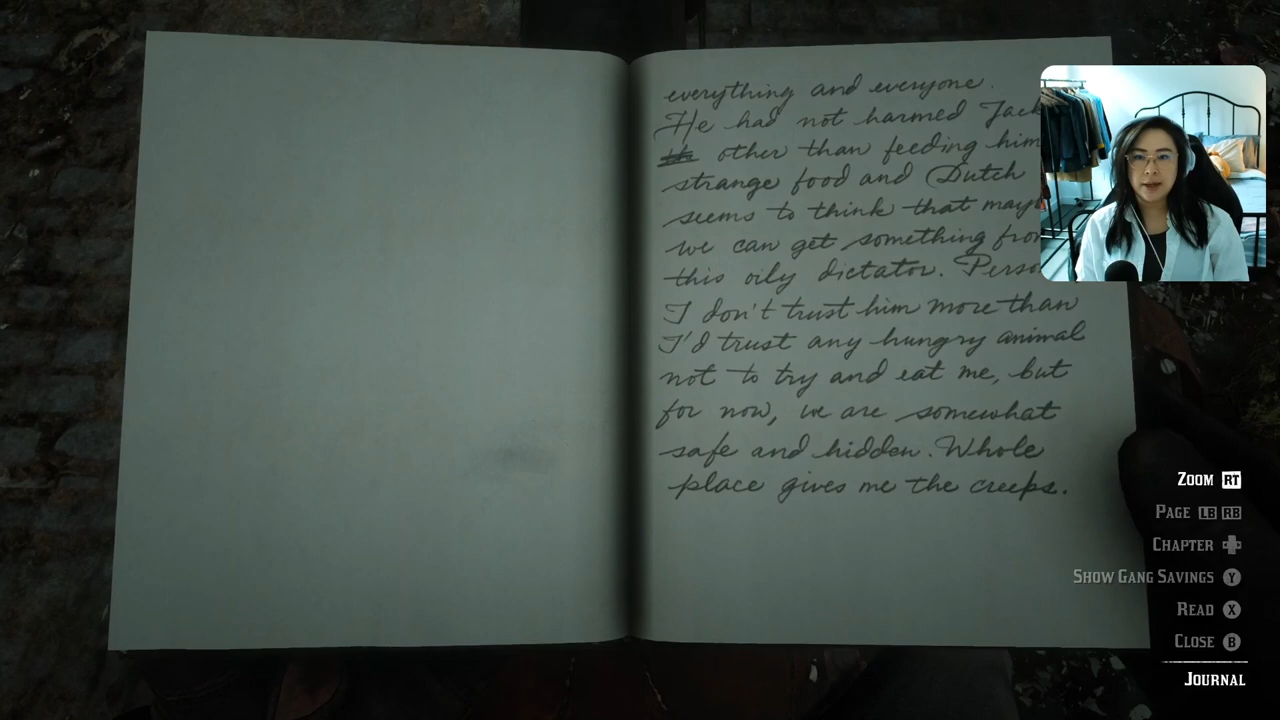 everything and everyone.
He had not harmed Jack
other than feeding him
strange food and Dutch
seems to think that
we can get something
this oily dictator.
I don't trust him more than
I'd trust any hungry animal
not to try and eat me, but
for now, we are somewhat
safe and hidden. Whole
place gives me the creeps.
ZOOM RT
PAGE LB RB
CHAPTER
SHOW GANG SAVINGS Y
READ X
CLOSE B
JOURNAL